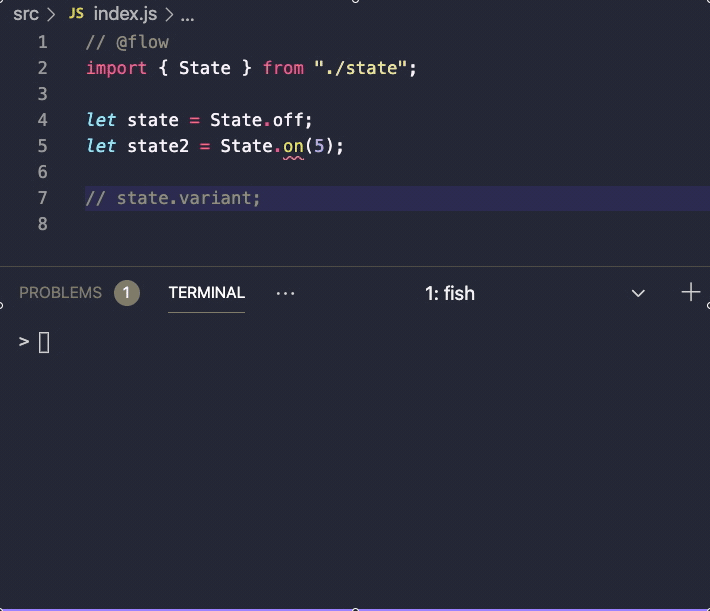 src > JS index.js > ...
1 // @flow
2 import { State } from "./state";
3
4 let state = State.off;
5 let state2 = State.on(5);
6
7 // state.variant;
8
PROBLEMS 1 TERMINAL ... 1: fish
>